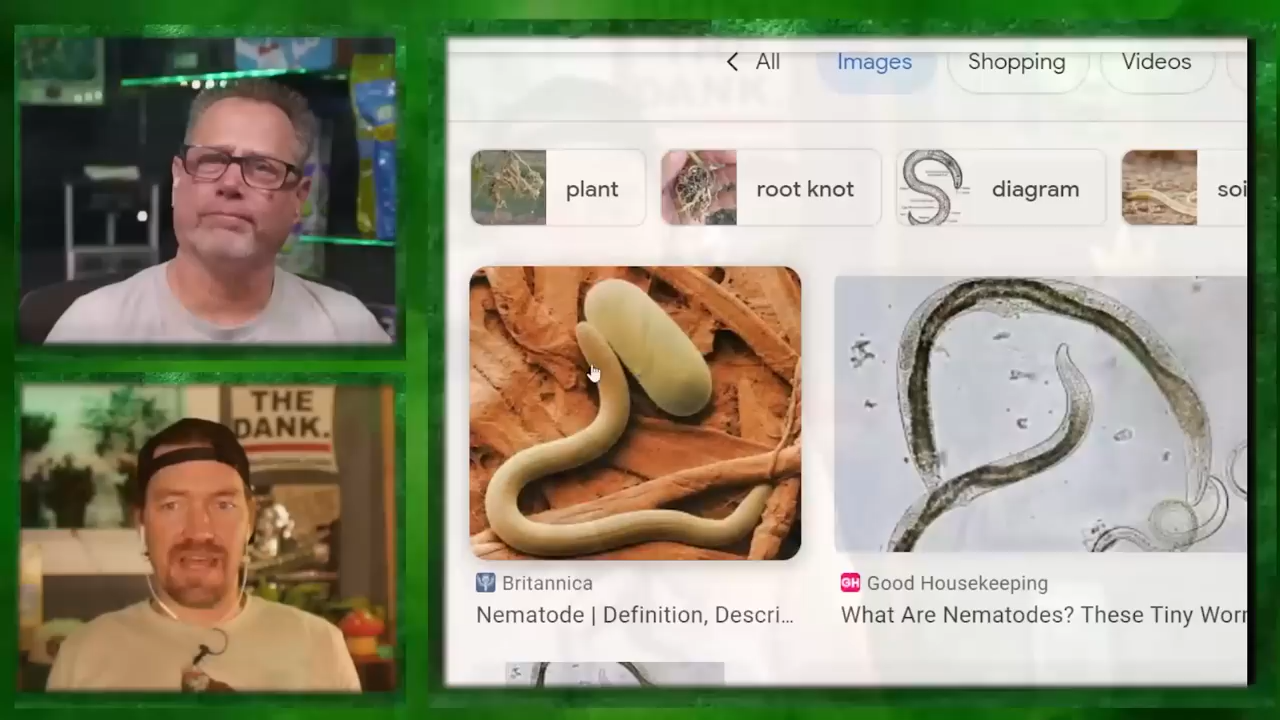 All Images Shopping Videos
plant root knot diagram soi
THE
DANK.
Britannica
Nematode | Definition, Descri...
GH Good Housekeeping
What Are Nematodes? These Tiny Worr